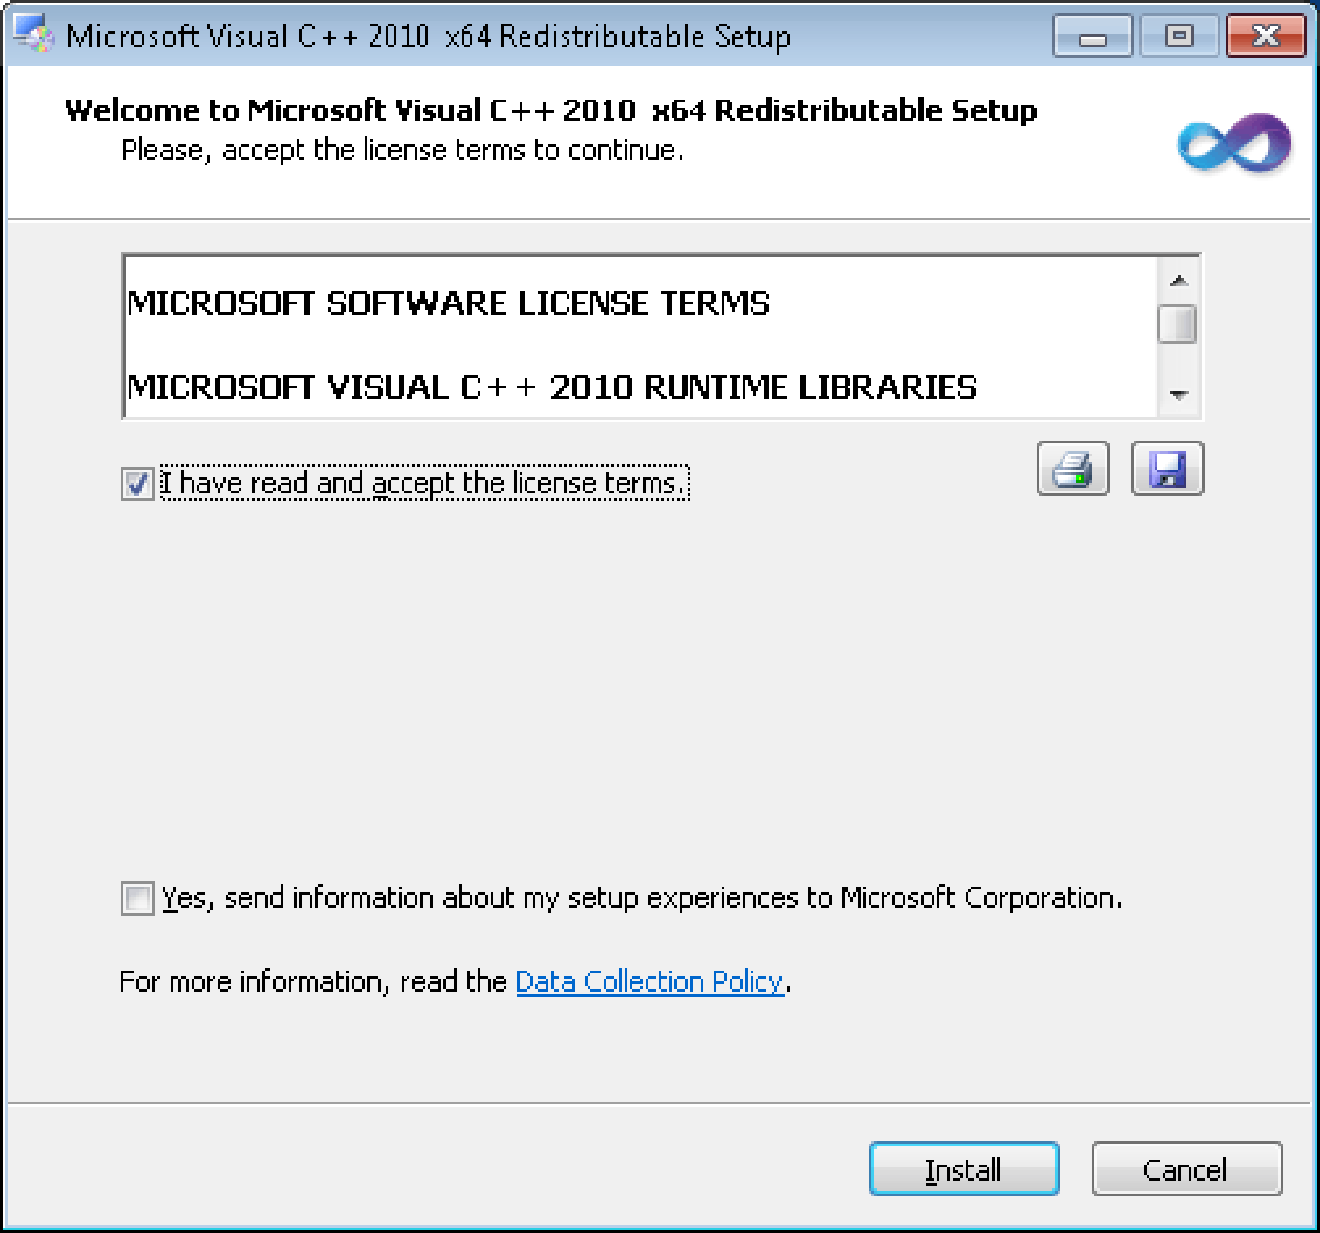 Microsoft Visual C++ 2010  x64 Redistributable Setup
Welcome to Microsoft Visual C++ 2010  x64 Redistributable Setup
Please, accept the license terms to continue.
MICROSOFT SOFTWARE LICENSE TERMS
MICROSOFT VISUAL C++ 2010 RUNTIME LIBRARIES
I have read and accept the license terms.
Yes, send information about my setup experiences to Microsoft Corporation.
For more information, read the Data Collection Policy.
Install
Cancel